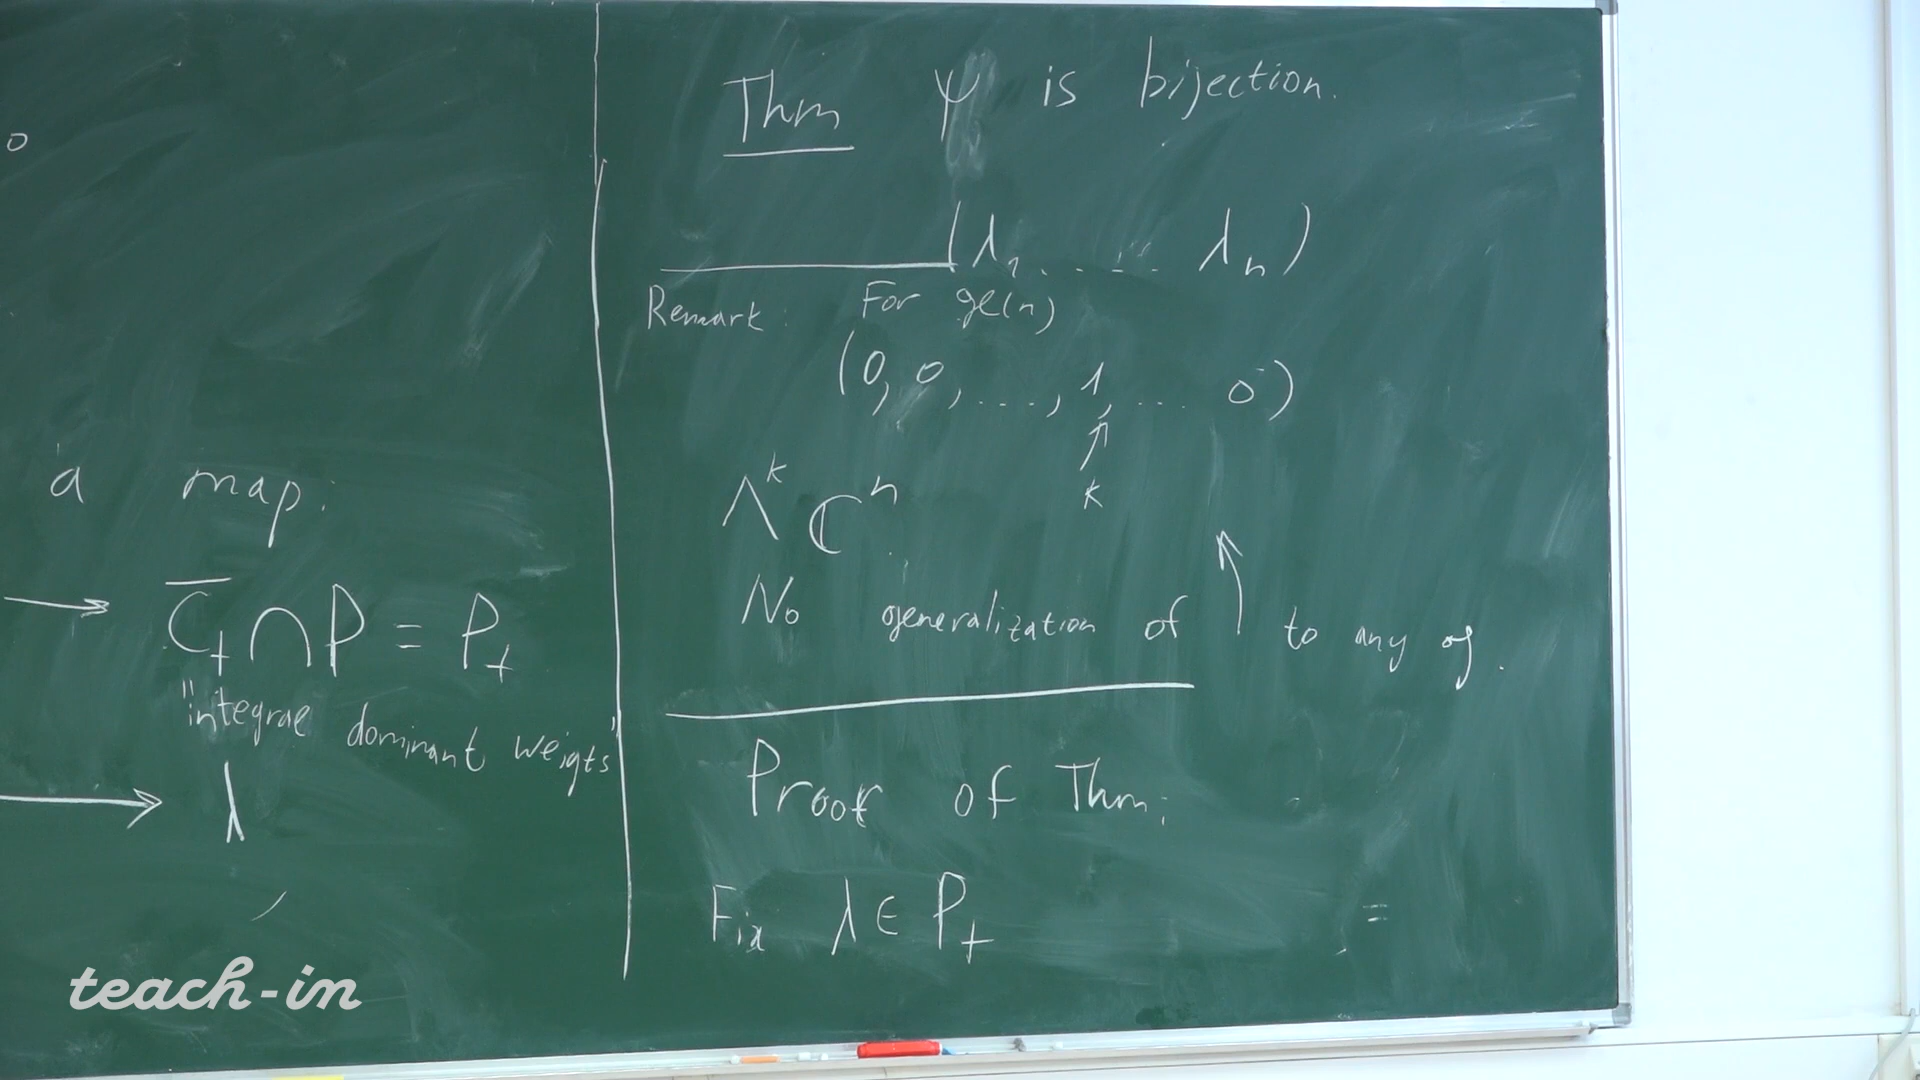 o
a map:
→ C̅₊ ∩ P = P₊
"integral dominant weigts"
→ λ
Thm ψ is bijection.
(λ₁, ..... λₙ)
Remark: For gl(n)
(0, 0, ...., 1, ... 0)
↑
k
Λᵏ ℂⁿ
No generalization of ↑ to any g.
Proof of Thm:
Fix λ ∈ P₊
=
teach-in